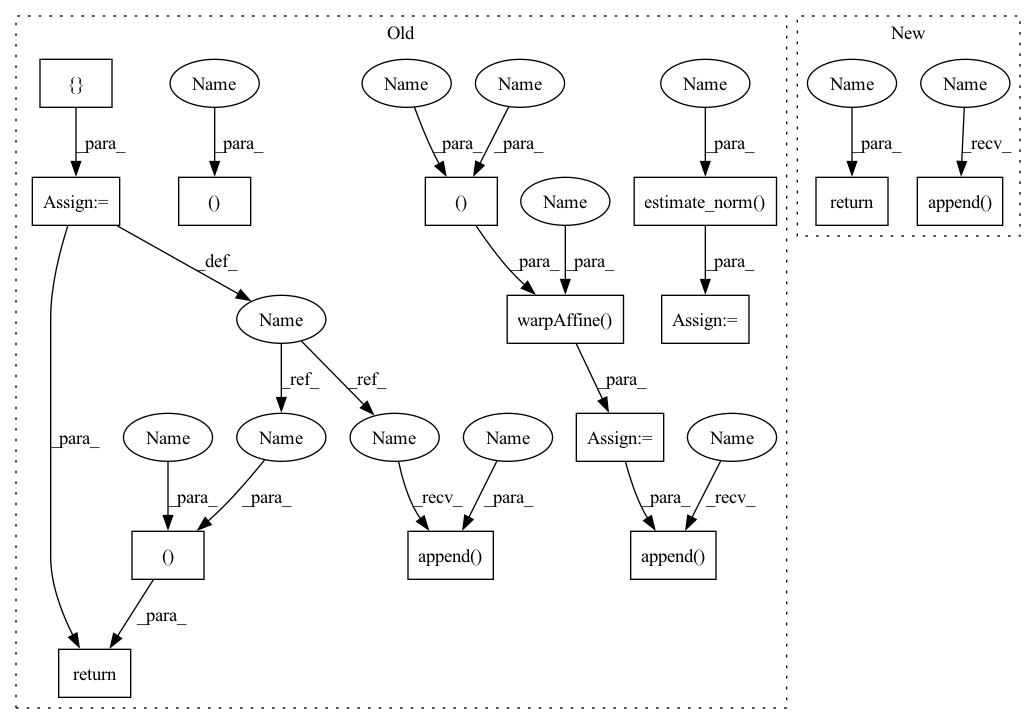 Old
New
{}
Name
Name
Name
Name
Name
Name
_para_
_para_
_para_
_para_
_para_
_para_
_recv_
Assign:=
()
()
Name
estimate_norm()
return
append()
_def_
_para_
_para_
_para_
Name
warpAffine()
Assign:=
_ref_
_ref_
_para_
Name
Name
Name
Name
Assign:=
Name
_para_
_para_
_para_
_recv_
_para_
_para_
_recv_
()
append()
append()
_para_
return